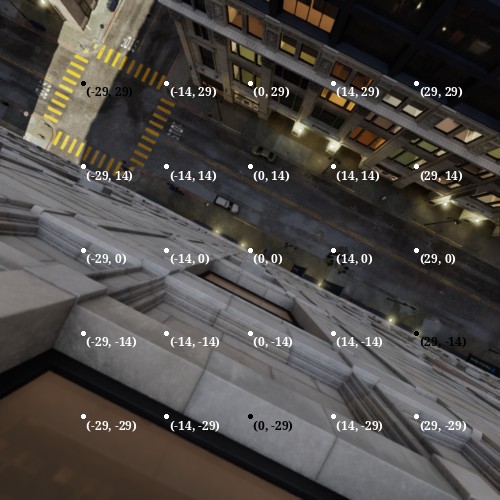 (-29, 29) (-14, 29) (0, 29) (14, 29) (29, 29)
(-29, 14) (-14, 14) (0, 14) (14, 14) (29, 14)
(-29, 0) (-14, 0) (0, 0) (14, 0) (29, 0)
(-29, -14) (-14, -14) (0, -14) (14, -14) (29, -14)
(-29, -29) (-14, -29) (0, -29) (14, -29) (29, -29)